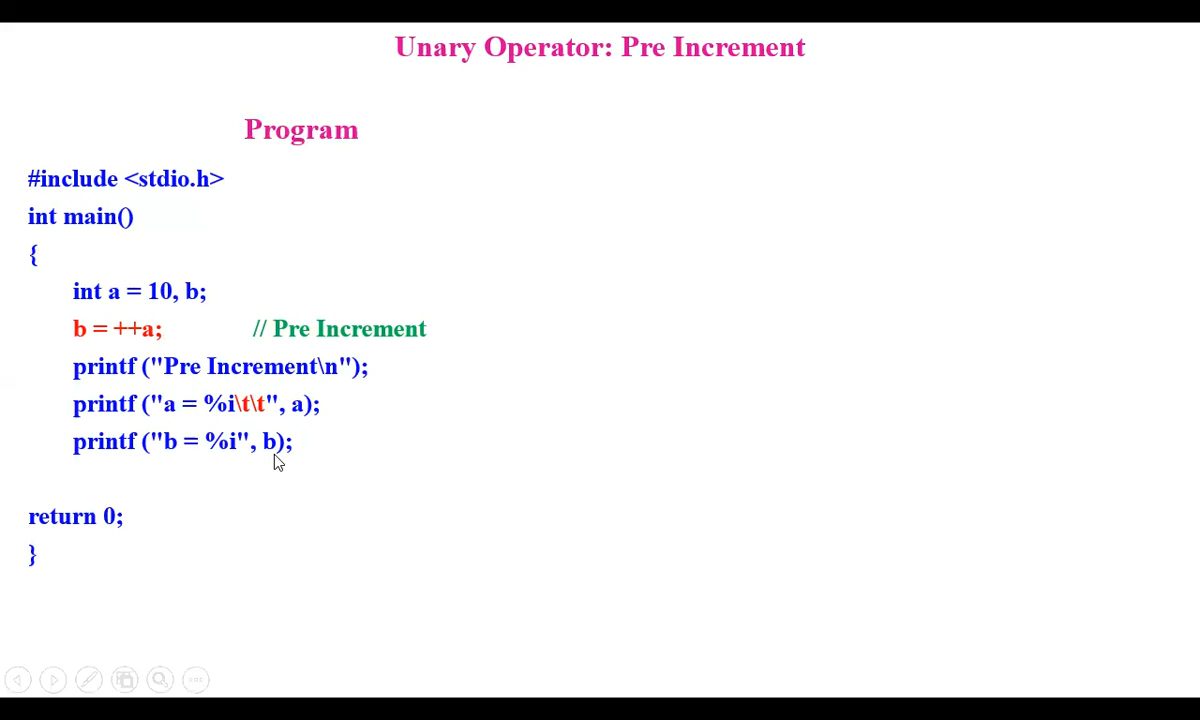 Unary Operator: Pre Increment
Program
#include <stdio.h>
int main()
{
int a = 10, b;
b = ++a; // Pre Increment
printf ("Pre Increment\n");
printf ("a = %i\t\t", a);
printf ("b = %i", b);
return 0;
}